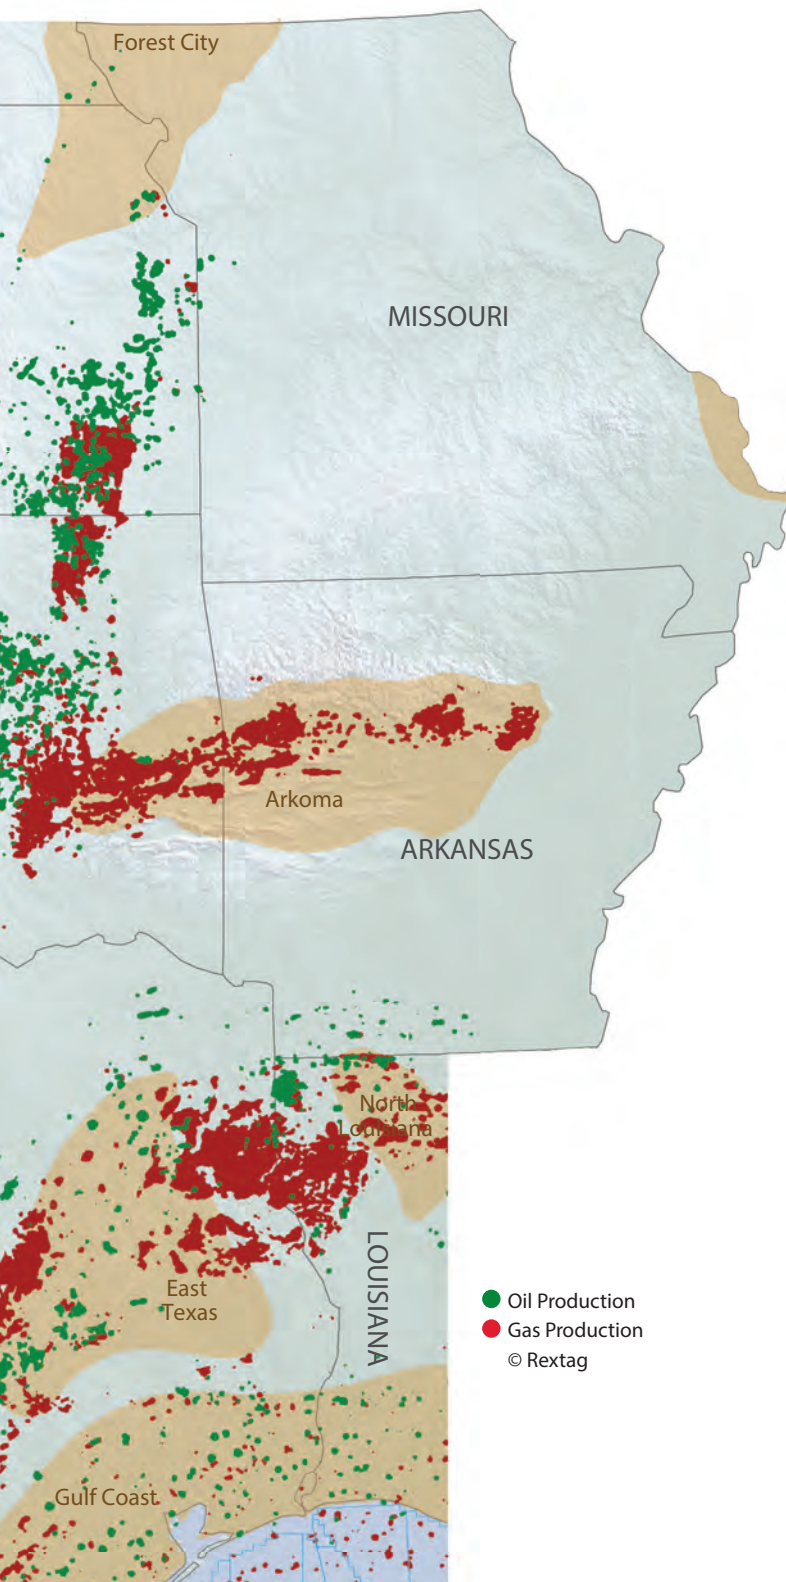 Forest City
MISSOURI
Arkoma
ARKANSAS
North
Louisiana
LOUISIANA
East
Texas
Oil Production
Gas Production
© Rextag
Gulf Coast